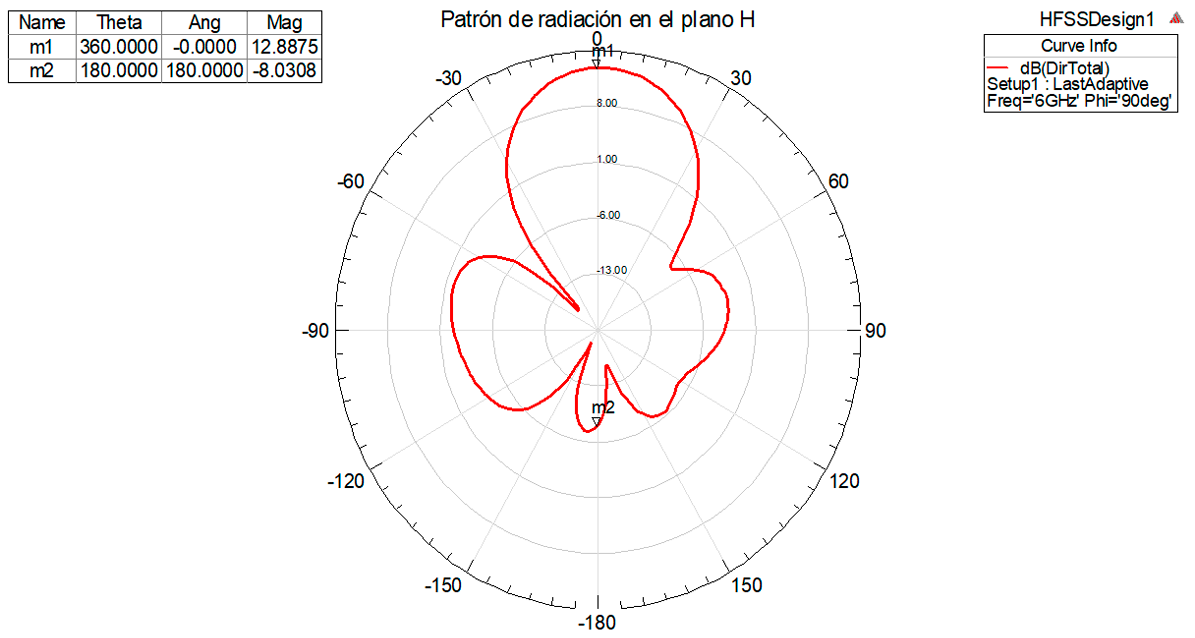 Patrón de radiación en el plano H
Name Theta Ang Mag
m1 360.0000 -0.0000 12.8875
m2 180.0000 180.0000 -8.0308
HFSSDesign1
Curve Info
dB(DirTotal)
Setup1 : LastAdaptive
Freq='6GHz' Phi='90deg'
0
m1
-30
30
8.00
1.00
-60
60
-6.00
-13.00
-90
90
m2
-120
120
-150
150
-180